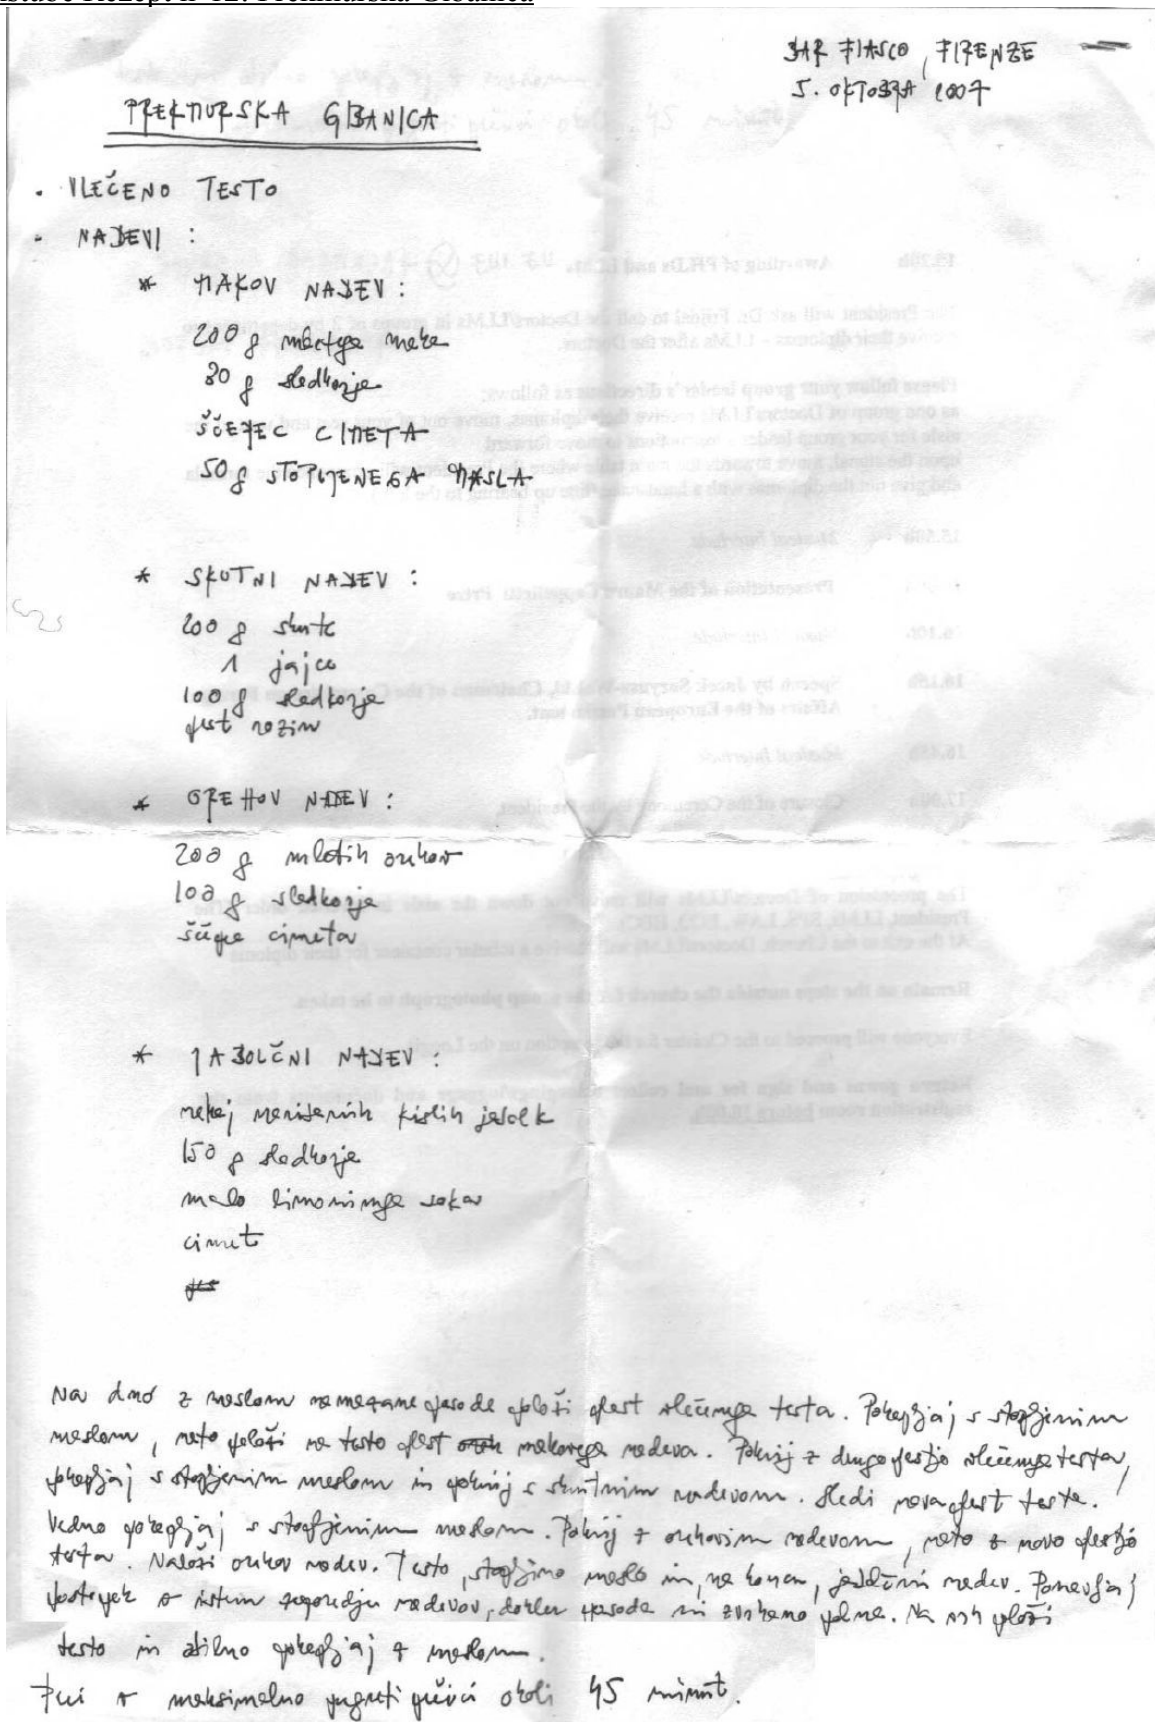 BAR FIASCO, FIRENZE
5. OKTOBRA 2007
PREKMURSKA GIBANICA
• VLEČENO TESTO
• NADEVI :
* MAKOV NADEV :
200 g mletega maka
80 g sladkorja
ŠČEPEC CIMETA
50 g STOPLJENEGA MASLA
* SKUTNI NADEV :
200 g skute
1 jajce
100 g sladkorja
pest rozin
* OREHOV NADEV :
200 g mletih orehov
100 g sladkorja
ščepec cimeta
* JABOLČNI NADEV :
nekaj naribanih kislih jabolk
150 g sladkorja
malo limoninega soka
cimet
Na dno z maslom namazane posode položi plast vlečenega testa. Pokapljaj s stopljenim
maslom, nato položi na testo plast makovega nadeva. Pokrij z drugo plastjo vlečenega testa,
pokapljaj s stopljenim maslom in pokrij s skutnim nadevom. Sledi nova plast testa.
Vedno pokapljaj s stopljenim maslom. Pokrij z orehovim nadevom, nato z novo plastjo
testa. Naloži orehov nadev. Testo, stopljeno maslo in, na koncu, jabolčni nadev. Ponavljaj
postopek v istem zaporedju nadevov, dokler posoda ni zvrhano polna. Na vrh položi
testo in obilno pokapljaj z maslom.
Peci v maksimalno pogreti pečici okoli 45 minut.